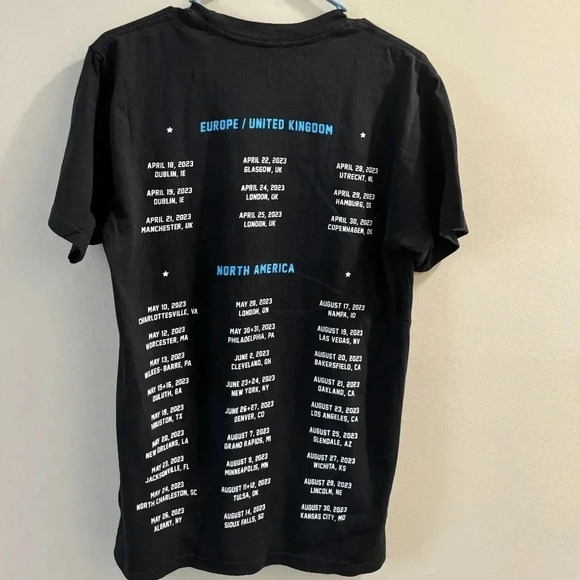 EUROPE / UNITED KINGDOM
APRIL 18, 2023
DUBLIN, IE
APRIL 19, 2023
DUBLIN, IE
APRIL 21, 2023
MANCHESTER, UK
APRIL 22, 2023
GLASGOW, UK
APRIL 24, 2023
LONDON, UK
APRIL 25, 2023
LONDON, UK
APRIL 28, 2023
UTRECHT, NL
APRIL 29, 2023
HAMBURG, DE
APRIL 30, 2023
COPENHAGEN, DK
NORTH AMERICA
MAY 10, 2023
CHARLOTTESVILLE, VA
MAY 12, 2023
WORCESTER, MA
MAY 13, 2023
WILKES-BARRE, PA
MAY 15+16, 2023
DULUTH, GA
MAY 19, 2023
HOUSTON, TX
MAY 20, 2023
NEW ORLEANS, LA
MAY 23, 2023
JACKSONVILLE, FL
MAY 24, 2023
NORTH CHARLESTON, SC
MAY 26, 2023
ALBANY, NY
MAY 28, 2023
LONDON, ON
MAY 30+31, 2023
PHILADELPHIA, PA
JUNE 2, 2023
CLEVELAND, OH
JUNE 23+24, 2023
NEW YORK, NY
JUNE 26+27, 2023
DENVER, CO
AUGUST 7, 2023
GRAND RAPIDS, MI
AUGUST 9, 2023
MINNEAPOLIS, MN
AUGUST 11+12, 2023
TULSA, OK
AUGUST 14, 2023
SIOUX FALLS, SD
AUGUST 17, 2023
NAMPA, ID
AUGUST 19, 2023
LAS VEGAS, NV
AUGUST 20, 2023
BAKERSFIELD, CA
AUGUST 21, 2023
OAKLAND, CA
AUGUST 23, 2023
LOS ANGELES, CA
AUGUST 25, 2023
GLENDALE, AZ
AUGUST 27, 2023
WICHITA, KS
AUGUST 28, 2023
LINCOLN, NE
AUGUST 30, 2023
KANSAS CITY, MO